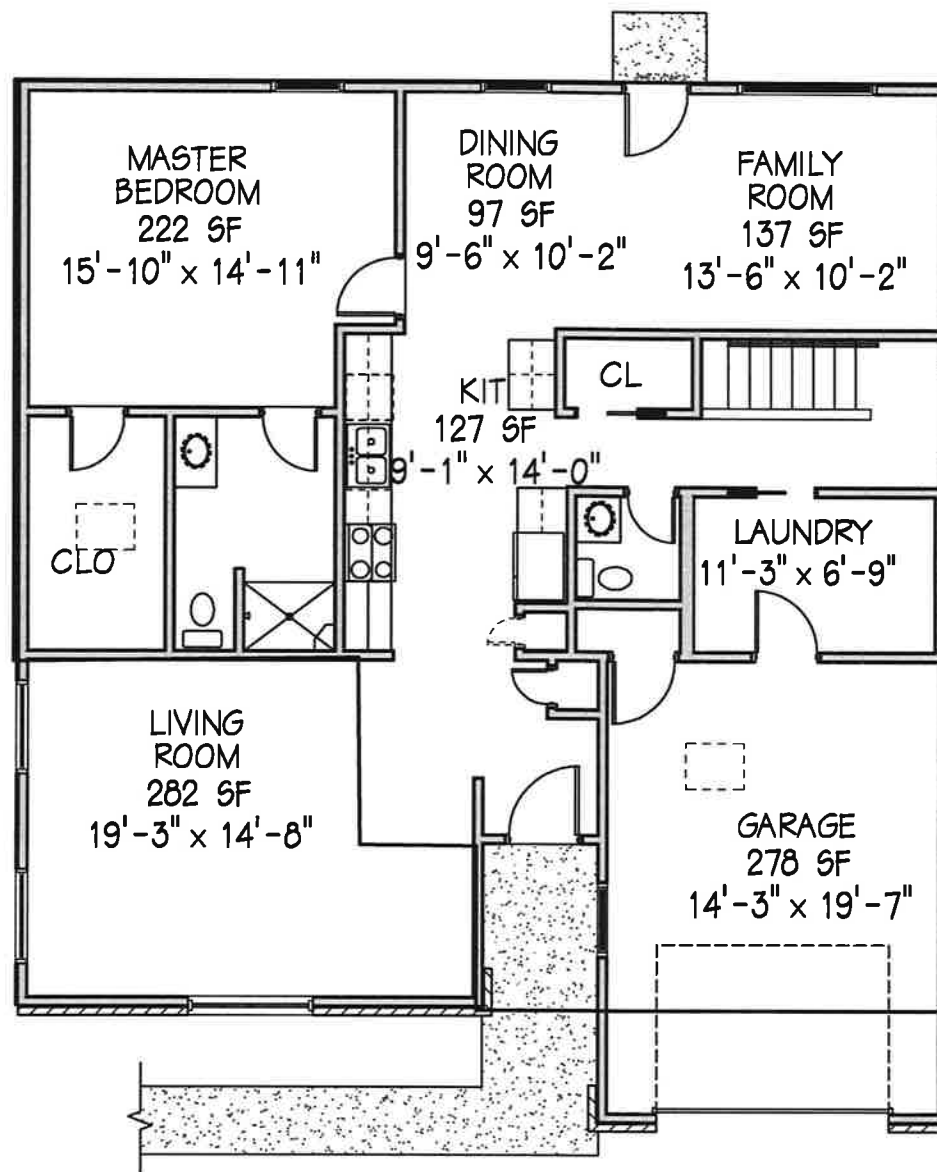 MASTER
BEDROOM
222 SF
15'-10" x 14'-11"
DINING
ROOM
97 SF
9'-6" x 10'-2"
FAMILY
ROOM
137 SF
13'-6" x 10'-2"
KIT
127 SF
9'-1" x 14'-0"
CL
CLO
LAUNDRY
11'-3" x 6'-9"
LIVING
ROOM
282 SF
19'-3" x 14'-8"
GARAGE
278 SF
14'-3" x 19'-7"